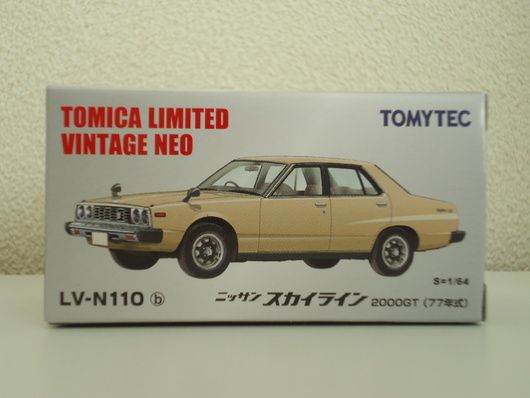 TOMICA LIMITED
VINTAGE NEO
TOMYTEC
S=1/64
LV-N110 ⓑ
ニッサン スカイライン 2000GT (77年式)